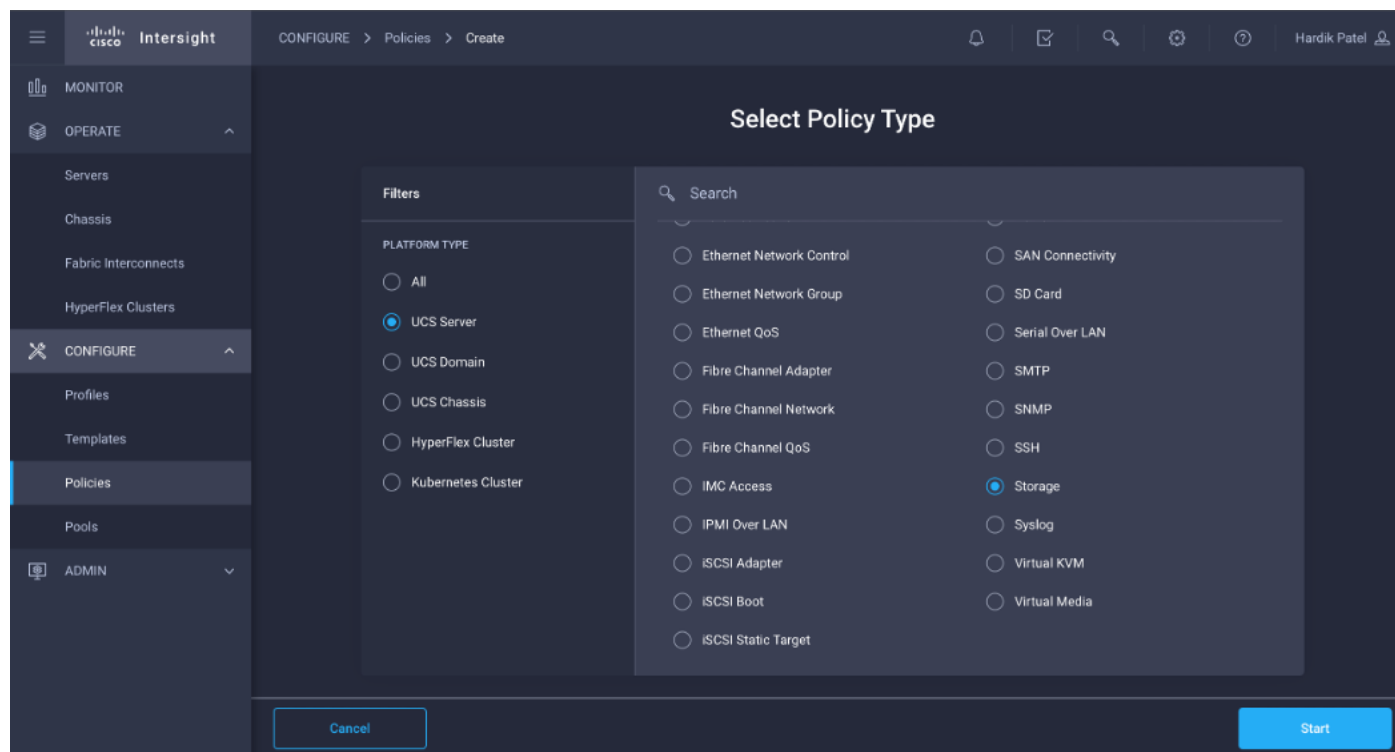 CISCO Intersight
CONFIGURE > Policies > Create
Hardik Patel
MONITOR
OPERATE
Servers
Chassis
Fabric Interconnects
HyperFlex Clusters
CONFIGURE
Profiles
Templates
Policies
Pools
ADMIN
Select Policy Type
Filters
PLATFORM TYPE
All
UCS Server
UCS Domain
UCS Chassis
HyperFlex Cluster
Kubernetes Cluster
Search
Ethernet Network Control
Ethernet Network Group
Ethernet QoS
Fibre Channel Adapter
Fibre Channel Network
Fibre Channel QoS
IMC Access
IPMI Over LAN
iSCSI Adapter
iSCSI Boot
iSCSI Static Target
SAN Connectivity
SD Card
Serial Over LAN
SMTP
SNMP
SSH
Storage
Syslog
Virtual KVM
Virtual Media
Cancel
Start